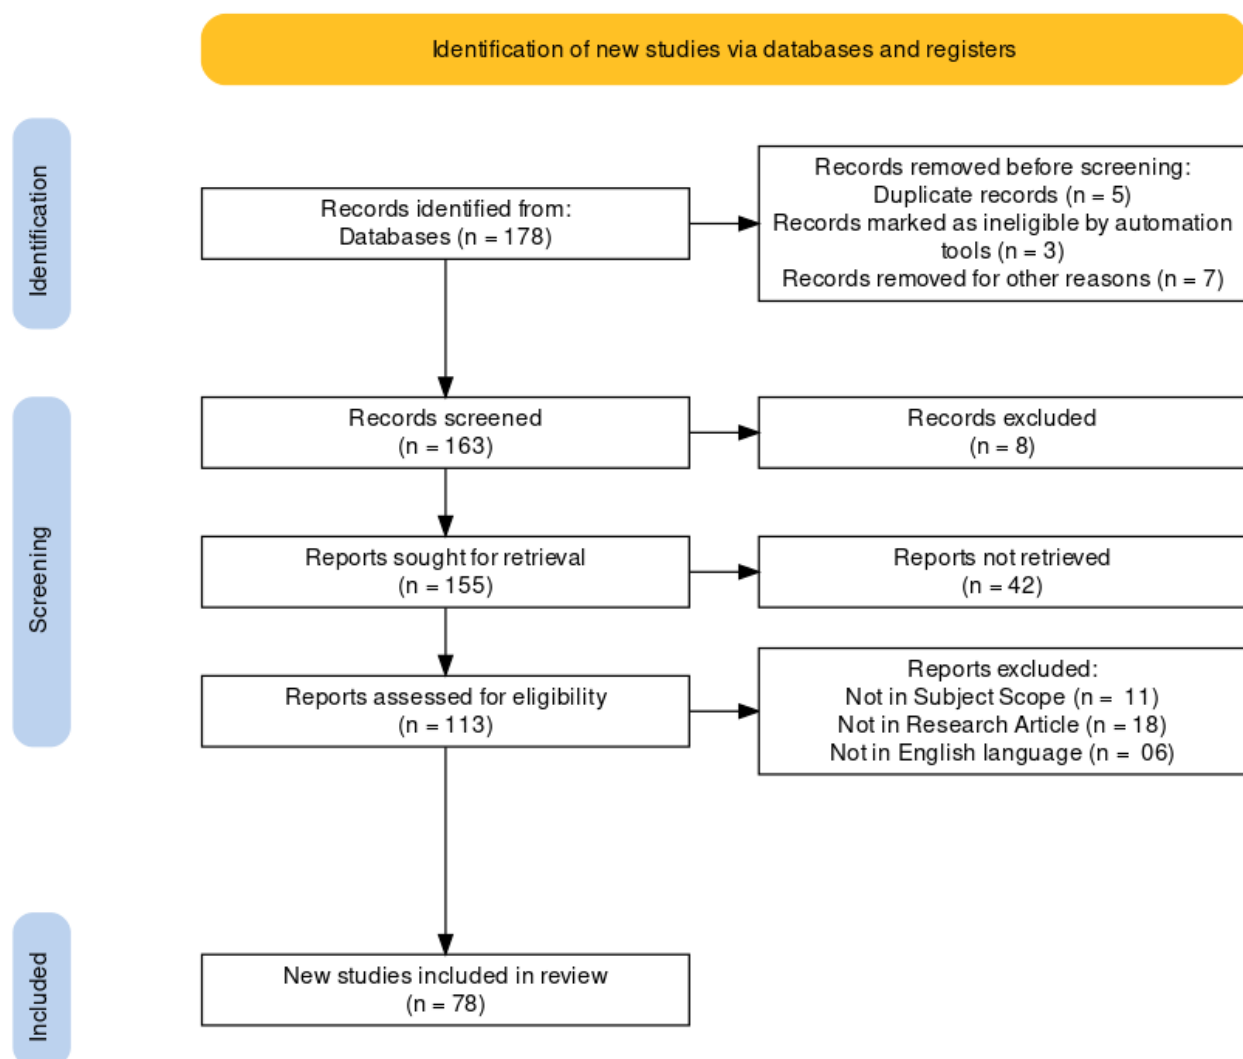 Identification of new studies via databases and registers
Identification
Records identified from:
Databases (n = 178)
Records removed before screening:
Duplicate records (n = 5)
Records marked as ineligible by automation
tools (n = 3)
Records removed for other reasons (n = 7)
Screening
Records screened
(n = 163)
Records excluded
(n = 8)
Reports sought for retrieval
(n = 155)
Reports not retrieved
(n = 42)
Reports assessed for eligibility
(n = 113)
Reports excluded:
Not in Subject Scope (n = 11)
Not in Research Article (n = 18)
Not in English language (n = 06)
Included
New studies included in review
(n = 78)